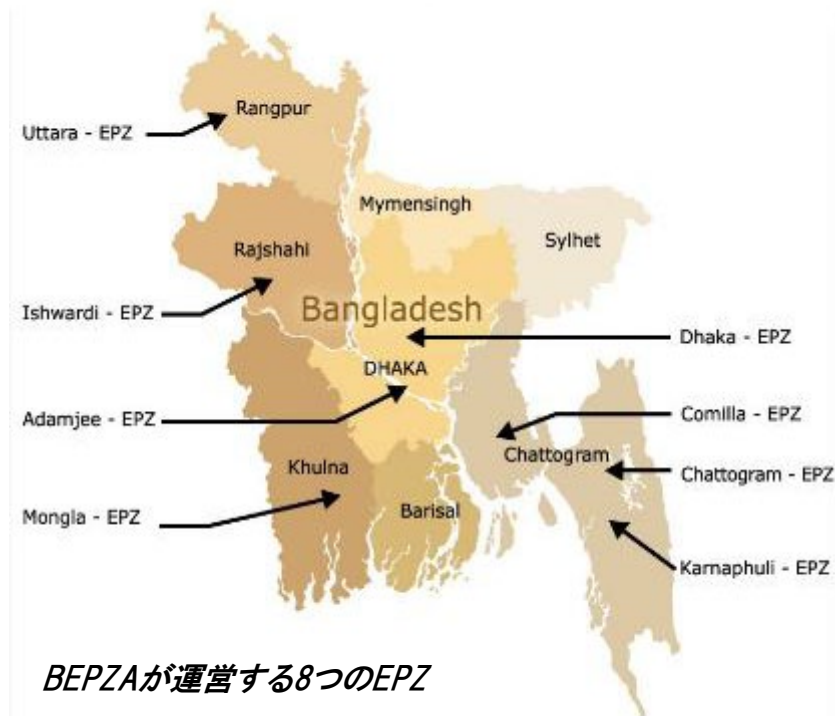 Rangpur
Uttara - EPZ
Mymensingh
Sylhet
Rajshahi
Bangladesh
Ishwardi - EPZ
Dhaka - EPZ
DHAKA
Adamjee - EPZ
Comilla - EPZ
Chattogram
Khulna
Chattogram - EPZ
Barisal
Mongla - EPZ
Karnaphuli - EPZ
BEPZAが運営する8つのEPZ